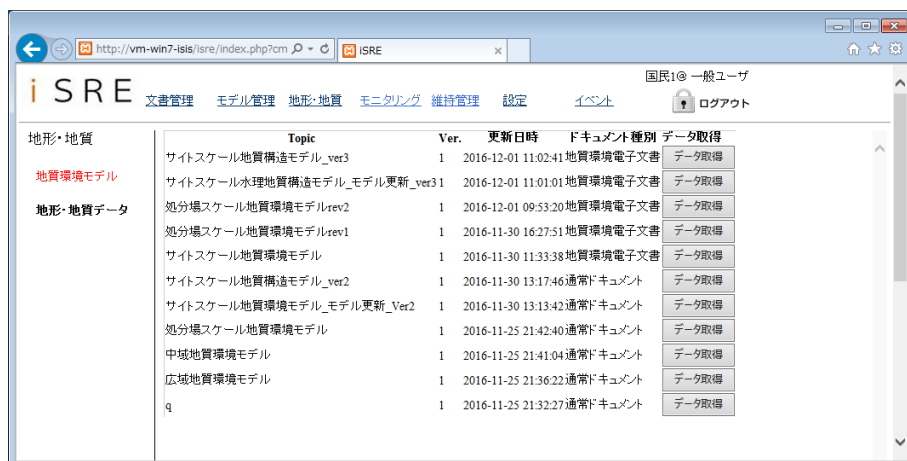 http://vm-win7-isis/isre/index.php?cm
iSRE
国民1@ 一般ユーザ
iSRE 文書管理 モデル管理 地形・地質 モニタリング 維持管理 設定 イベント ログアウト
地形・地質
地質環境モデル
地形・地質データ
Topic Ver. 更新日時 ドキュメント種別 データ取得
サイトスケール地質構造モデル_ver3 1 2016-12-01 11:02:41 地質環境電子文書 データ取得
サイトスケール水理地質構造モデル_モデル更新_ver3 1 2016-12-01 11:01:01 地質環境電子文書 データ取得
処分場スケール地質環境モデルrev2 1 2016-12-01 09:53:20 地質環境電子文書 データ取得
処分場スケール地質環境モデルrev1 1 2016-11-30 16:27:51 地質環境電子文書 データ取得
サイトスケール地質環境モデル 1 2016-11-30 11:33:38 地質環境電子文書 データ取得
サイトスケール地質構造モデル_ver2 1 2016-11-30 13:17:46 通常ドキュメント データ取得
サイトスケール地質環境モデル_モデル更新_Ver2 1 2016-11-30 13:13:42 通常ドキュメント データ取得
処分場スケール地質環境モデル 1 2016-11-25 21:42:40 通常ドキュメント データ取得
中域地質環境モデル 1 2016-11-25 21:41:04 通常ドキュメント データ取得
広域地質環境モデル 1 2016-11-25 21:36:22 通常ドキュメント データ取得
q 1 2016-11-25 21:32:27 通常ドキュメント データ取得